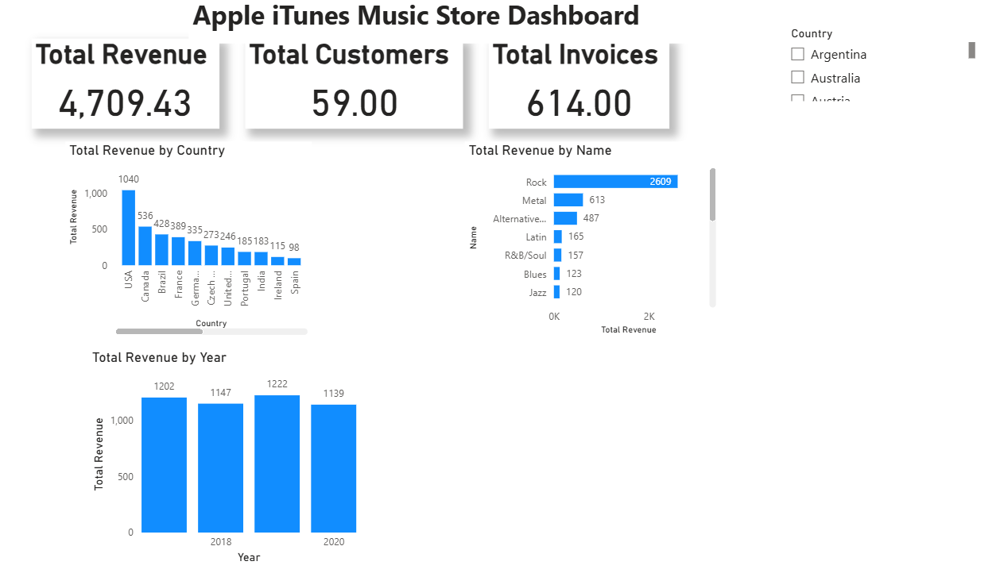 Apple iTunes Music Store Dashboard
Total Revenue
4,709.43
Total Customers
59.00
Total Invoices
614.00
Country
Argentina
Australia
Austria
Total Revenue by Country
Total Revenue
1,000
500
0
1040
536
428
389
335
273
246
185
183
115
98
USA
Canada
Brazil
France
Germa...
Czech ...
United...
Portugal
India
Ireland
Spain
Country
Total Revenue by Name
Name
Rock 2609
Metal 613
Alternative... 487
Latin 165
R&B/Soul 157
Blues 123
Jazz 120
0K 2K
Total Revenue
Total Revenue by Year
Total Revenue
1,000
500
0
1202
1147
1222
1139
2018 2020
Year